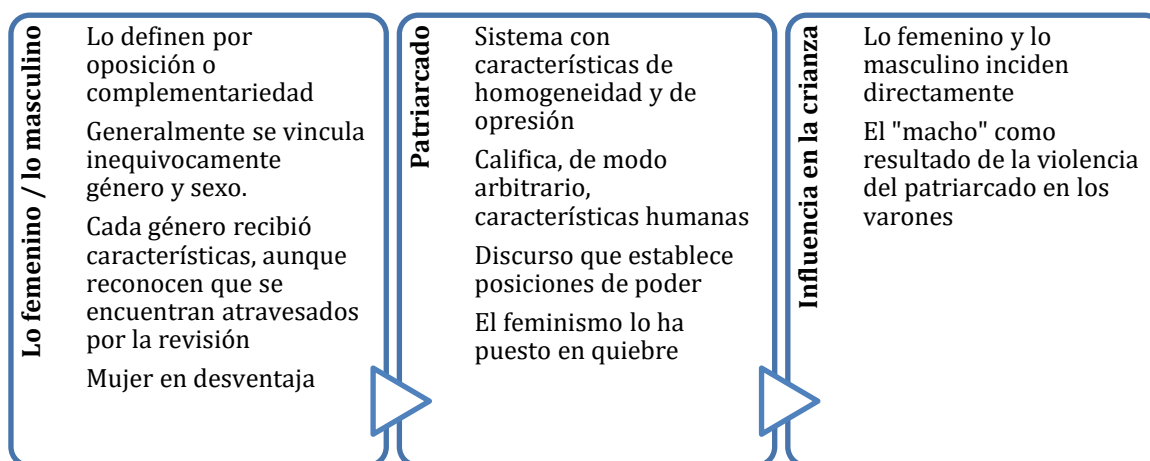 Lo femenino / lo masculino
Lo definen por
oposición o
complementariedad
Generalmente se vincula
inequivocamente
género y sexo.
Cada género recibió
características, aunque
reconocen que se
encuentran atravesados
por la revisión
Mujer en desventaja
Patriarcado
Sistema con
características de
homogeneidad y de
opresión
Califica, de modo
arbitrario,
características humanas
Discurso que establece
posiciones de poder
El feminismo lo ha
puesto en quiebre
Influencia en la crianza
Lo femenino y lo
masculino inciden
directamente
El "macho" como
resultado de la violencia
del patriarcado en los
varones